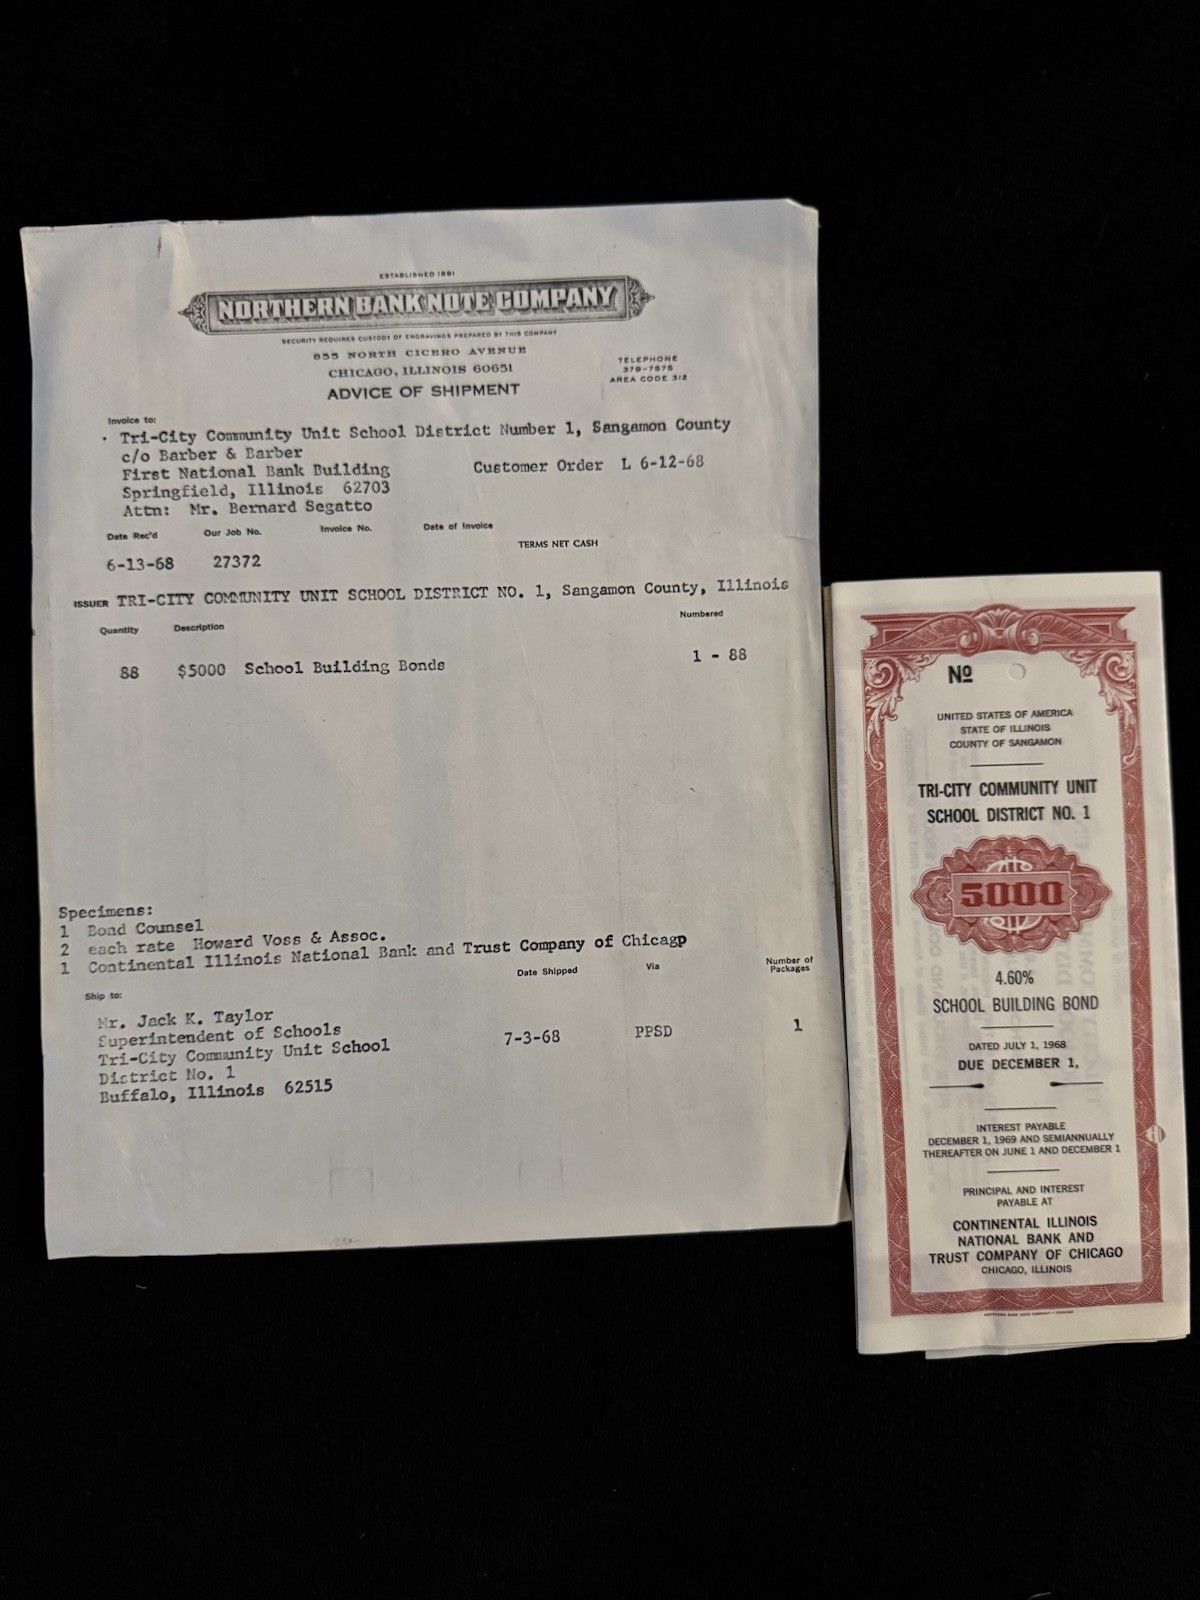 ESTABLISHED 1891
NORTHERN BANK NOTE COMPANY
SECURITY REQUIRES CUSTODY OF ENGRAVINGS PREPARED BY THIS COMPANY
855 NORTH CICERO AVENUE
CHICAGO, ILLINOIS 60651
TELEPHONE
379-7575
AREA CODE 312
ADVICE OF SHIPMENT
Invoice to:
Tri-City Community Unit School District Number 1, Sangamon County
c/o Barber & Barber
First National Bank Building
Customer Order L 6-12-68
Springfield, Illinois 62703
Attn: Mr. Bernard Segatto
Date Rec'd Our Job No. Invoice No. Date of Invoice
TERMS NET CASH
6-13-68 27372
ISSUER TRI-CITY COMMUNITY UNIT SCHOOL DISTRICT NO. 1, Sangamon County, Illinois
Quantity Description Numbered
88 $5000 School Building Bonds 1 - 88
Specimens:
1 Bond Counsel
2 each rate Howard Voss & Assoc.
1 Continental Illinois National Bank and Trust Company of Chicagp
Date Shipped Via Number of
Packages
Ship to:
Mr. Jack K. Taylor
Superintendent of Schools
7-3-68 PPSD 1
Tri-City Community Unit School
District No. 1
Buffalo, Illinois 62515
Nº
UNITED STATES OF AMERICA
STATE OF ILLINOIS
COUNTY OF SANGAMON
TRI-CITY COMMUNITY UNIT
SCHOOL DISTRICT NO. 1
5000
4.60%
SCHOOL BUILDING BOND
DATED JULY 1, 1968
DUE DECEMBER 1,
INTEREST PAYABLE
DECEMBER 1, 1969 AND SEMIANNUALLY
THEREAFTER ON JUNE 1 AND DECEMBER 1
PRINCIPAL AND INTEREST
PAYABLE AT
CONTINENTAL ILLINOIS
NATIONAL BANK AND
TRUST COMPANY OF CHICAGO
CHICAGO, ILLINOIS
NORTHERN BANK NOTE COMPANY - CHICAGO